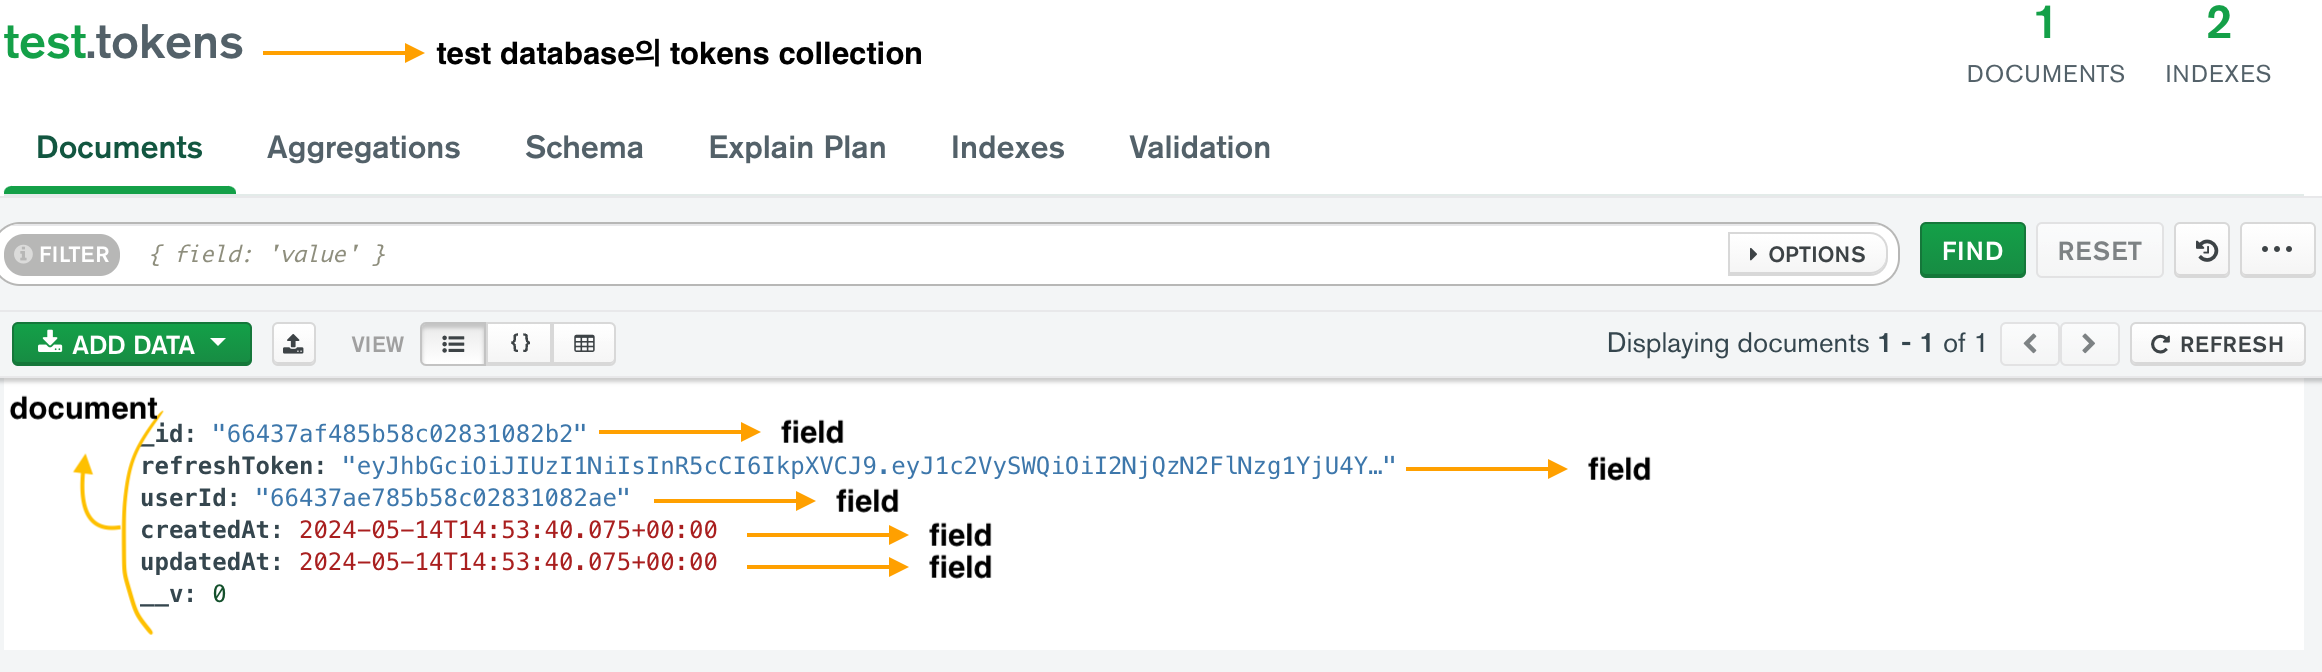 test.tokens
test database의 tokens collection
1
DOCUMENTS
2
INDEXES
Documents
Aggregations
Schema
Explain Plan
Indexes
Validation
FILTER
{ field: 'value' }
OPTIONS
FIND
RESET
ADD DATA
VIEW
{}
Displaying documents 1 - 1 of 1
REFRESH
document
_id: "66437af485b58c02831082b2"
field
refreshToken: "eyJhbGciOiJIUzI1NiIsInR5cCI6IkpXVCJ9.eyJ1c2VySWQiOiI2NjQzN2FlNzg1YjU4Y…"
field
userId: "66437ae785b58c02831082ae"
field
createdAt: 2024-05-14T14:53:40.075+00:00
field
updatedAt: 2024-05-14T14:53:40.075+00:00
field
__v: 0